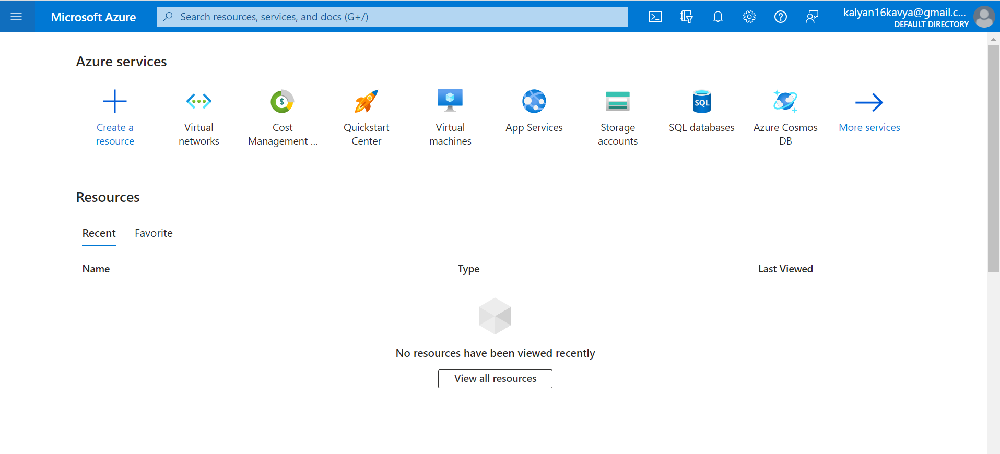 Microsoft Azure
Search resources, services, and docs (G+/)
kalyan16kavya@gmail.c...
DEFAULT DIRECTORY
Azure services
Create a
resource
Virtual
networks
$
Cost
Management ...
Quickstart
Center
Virtual
machines
App Services
Storage
accounts
SQL
SQL databases
Azure Cosmos
DB
More services
Resources
Recent
Favorite
Name
Type
Last Viewed
No resources have been viewed recently
View all resources